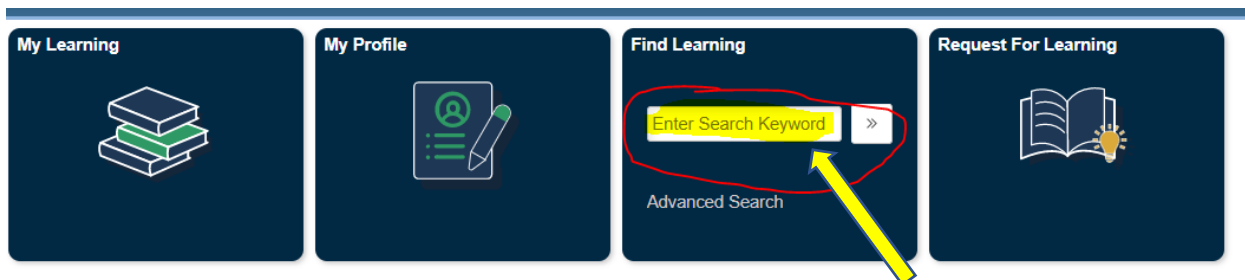 My Learning
My Profile
Find Learning
Request For Learning
Enter Search Keyword
»
Advanced Search